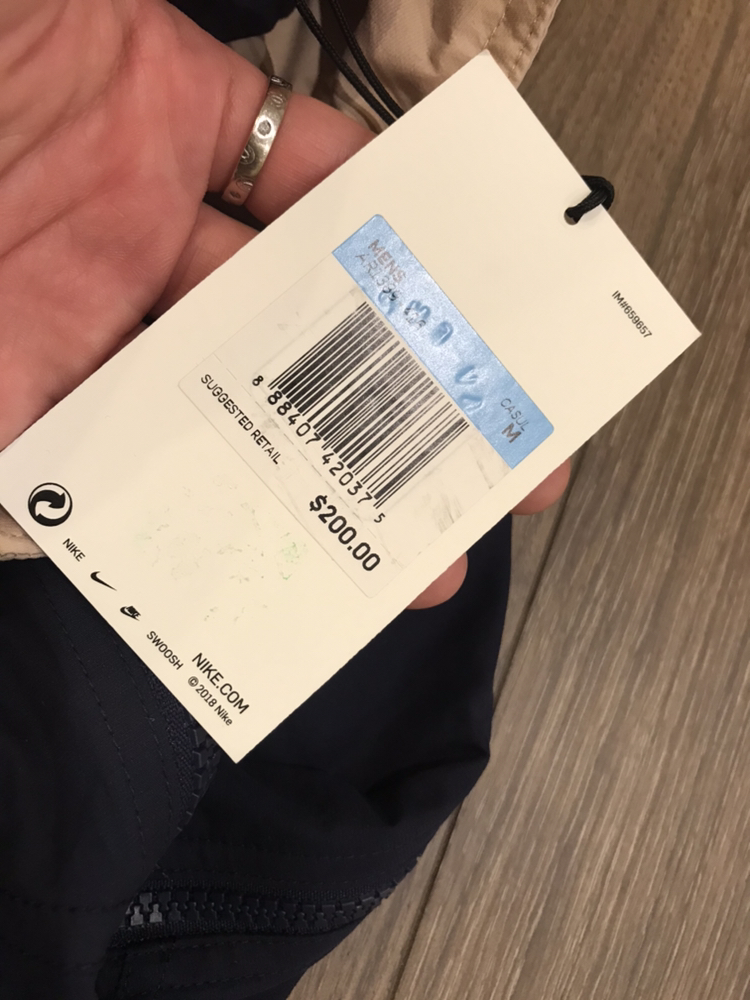 IM#659657
MENS
CASUL
M
8 88407 42037 5
SUGGESTED RETAIL
$200.00
NIKE
SWOOSH
NIKE.COM
© 2018 Nike